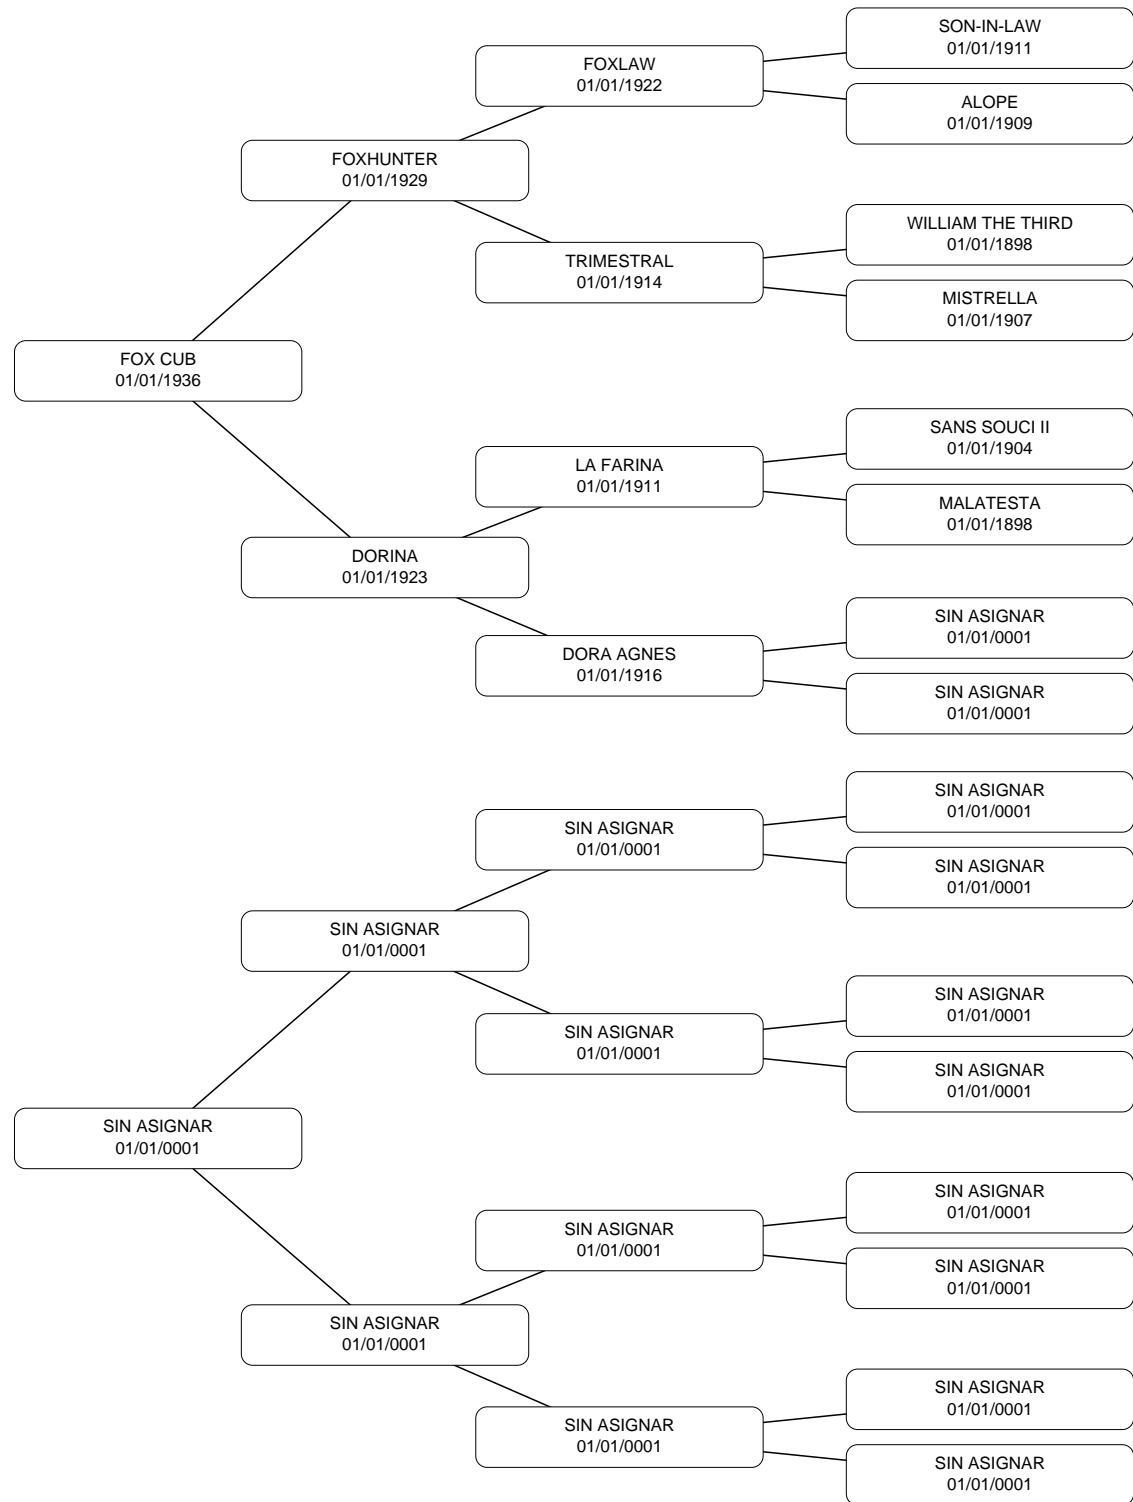 SON-IN-LAW
01/01/1911
FOXLAW
01/01/1922
ALOPE
01/01/1909
FOXHUNTER
01/01/1929
WILLIAM THE THIRD
01/01/1898
TRIMESTRAL
01/01/1914
MISTRELLA
01/01/1907
FOX CUB
01/01/1936
SANS SOUCI II
01/01/1904
LA FARINA
01/01/1911
MALATESTA
01/01/1898
DORINA
01/01/1923
SIN ASIGNAR
01/01/0001
DORA AGNES
01/01/1916
SIN ASIGNAR
01/01/0001
SIN ASIGNAR
01/01/0001
SIN ASIGNAR
01/01/0001
SIN ASIGNAR
01/01/0001
SIN ASIGNAR
01/01/0001
SIN ASIGNAR
01/01/0001
SIN ASIGNAR
01/01/0001
SIN ASIGNAR
01/01/0001
SIN ASIGNAR
01/01/0001
SIN ASIGNAR
01/01/0001
SIN ASIGNAR
01/01/0001
SIN ASIGNAR
01/01/0001
SIN ASIGNAR
01/01/0001
SIN ASIGNAR
01/01/0001
SIN ASIGNAR
01/01/0001
SIN ASIGNAR
01/01/0001